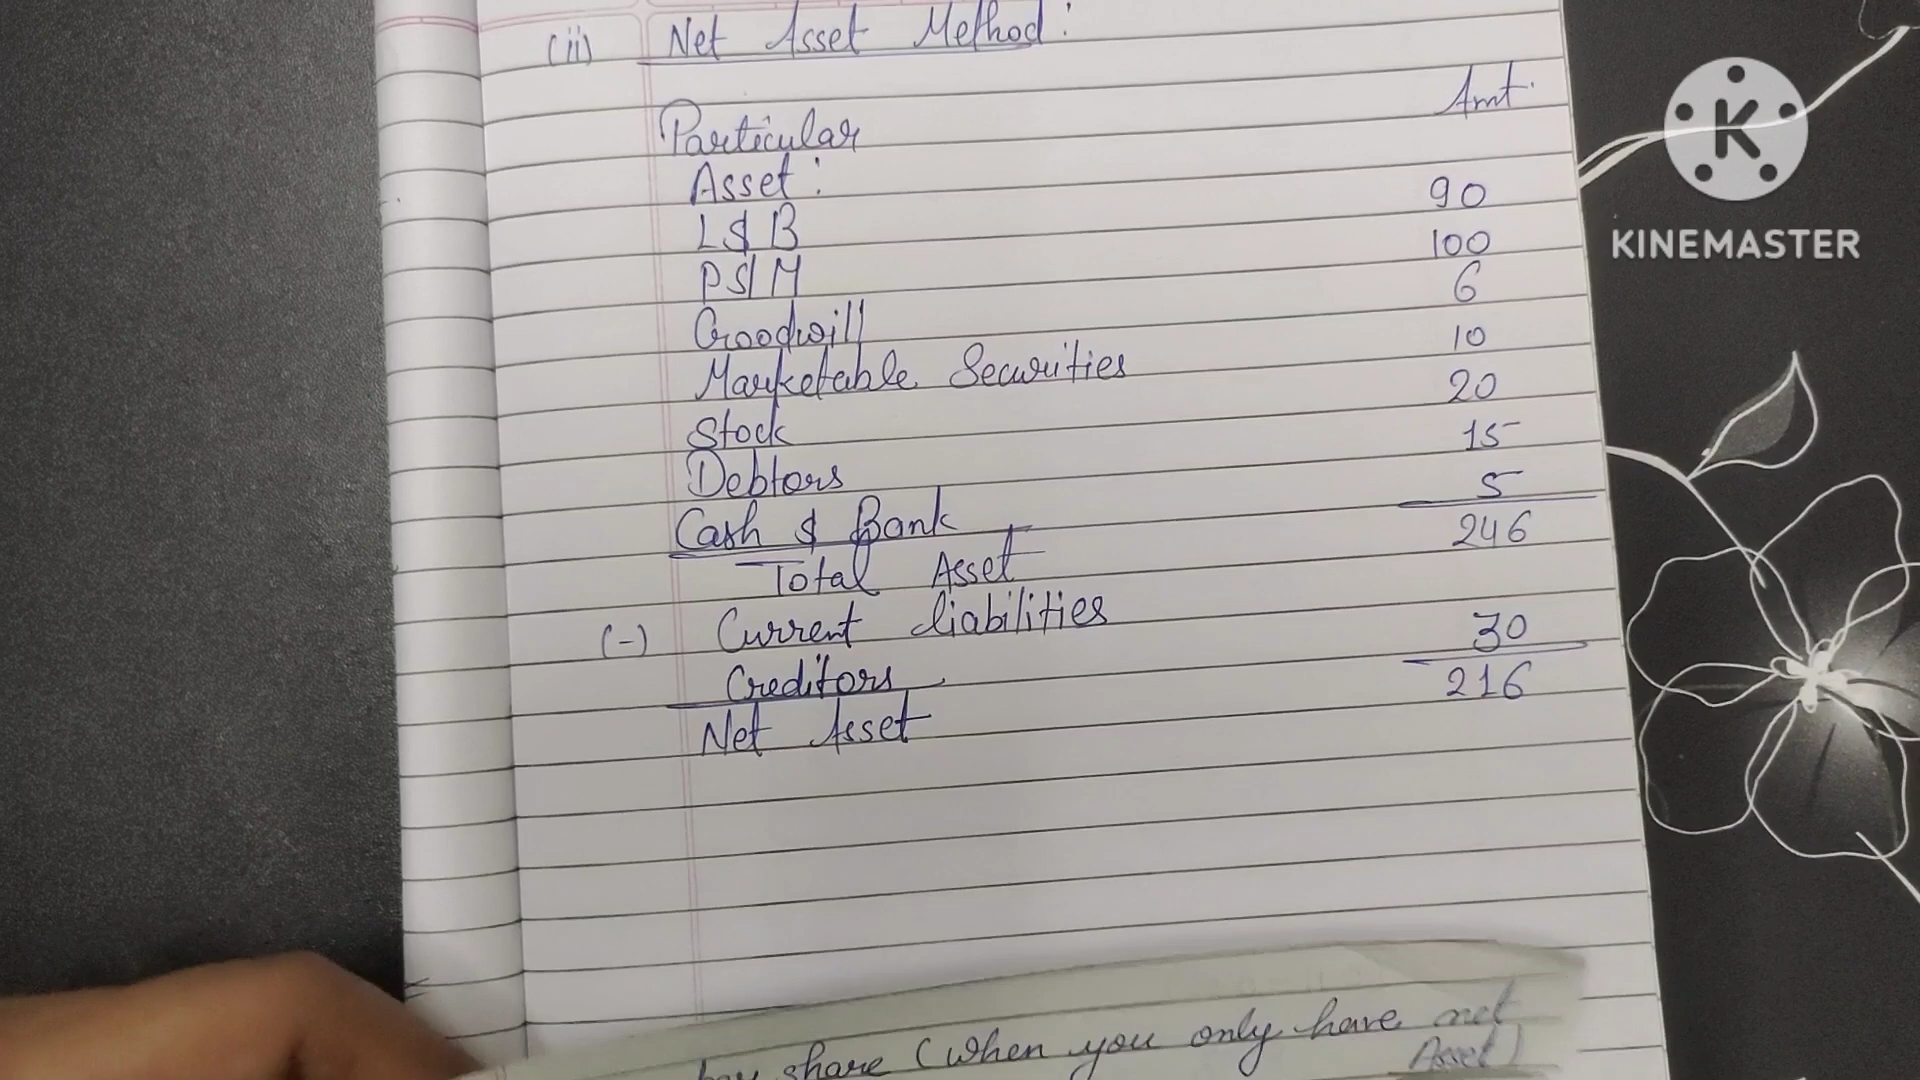 (ii) Net Asset Method:
Particular Amt.
Asset:
L&B 90
P&M 100
Goodwill 6
Marketable Securities 10
Stock 20
Debtors 15
Cash & Bank 5
Total Asset 246
(-) Current liabilities
Creditors 30
Net Asset 216
share (when you only have net
Asset)
K
KINEMASTER